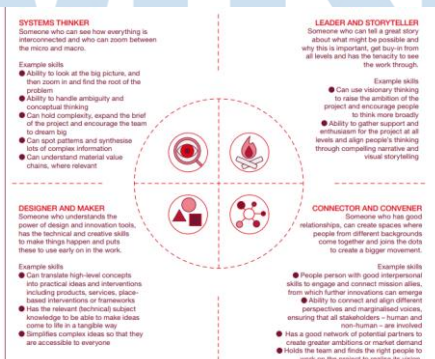 SYSTEMS THINKER
Someone who can see how everything is
interconnected and who can zoom between
the micro and macro.
Example skills
● Ability to look at the big picture, and
then zoom in and find the root of the
problem
● Ability to handle ambiguity and
conceptual thinking
● Can hold complexity, expand the brief
of the project and encourage the team
to dream big
● Can spot patterns and synthesise
lots of complex information
● Can understand material value
chains, where relevant
LEADER AND STORYTELLER
Someone who can tell a great story
about what might be possible and
why this is important, get buy-in from
all levels and has the tenacity to see
the work through.
Example skills
● Can use visionary thinking
to raise the ambition of the
project and encourage people
to think more broadly
● Ability to gather support and
enthusiasm for the project at all
levels and align people's thinking
through compelling narrative and
visual storytelling
DESIGNER AND MAKER
Someone who understands the
power of design and innovation tools,
has the technical and creative skills
to make things happen and puts
these to use early on in the work.
Example skills
● Can translate high-level concepts
into practical ideas and interventions
including products, services, place-
based interventions or frameworks
● Has the relevant (technical) subject
knowledge to be able to make ideas
come to life in a tangible way
● Simplifies complex ideas so that they
are accessible to everyone
CONNECTOR AND CONVENER
Someone who has good
relationships, can create spaces where
people from different backgrounds
come together and joins the dots
to create a bigger movement.
Example skills
● People person with good interpersonal
skills to engage and connect mission allies,
from which further innovations can emerge
● Ability to connect and align different
perspectives and marginalised voices,
ensuring that all stakeholders – human and
non-human – are involved
● Has a good network of potential partners to
create greater ambitions or market demand
● Holds the team and finds the right people to
work on the project to realise its vision